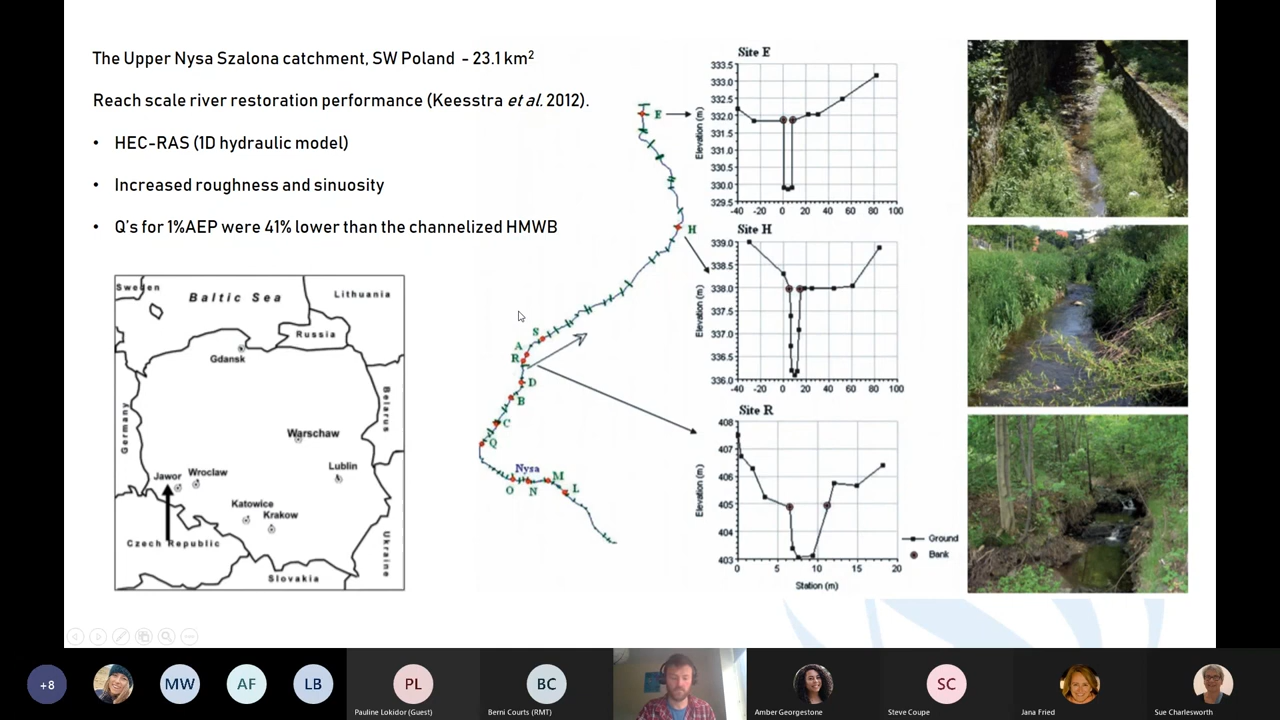 The Upper Nysa Szalona catchment, SW Poland - 23.1 km²
Reach scale river restoration performance (Keesstra et al. 2012).
• HEC-RAS (1D hydraulic model)
• Increased roughness and sinuosity
• Q's for 1%AEP were 41% lower than the channelized HMWB
Sweden
Baltic Sea
Lithuania
Russia
Gdansk
Germany
Belarus
Warschaw
Lublin
Jawor
Wroclaw
Katowice
Krakow
Czech Republic
Ukraine
Slovakia
E
H
S
A
R
D
B
C
Q
Nysa
O
N
M
L
Site E
Elevation (m)
333.5
333.0
332.5
332.0
331.5
331.0
330.5
330.0
329.5
-40 -20 0 20 40 60 80 100
Site H
Elevation (m)
339.0
338.5
338.0
337.5
337.0
336.5
336.0
-40 -20 0 20 40 60 80 100
Site R
Elevation (m)
408
407
406
405
404
403
0 5 10 15 20
Station (m)
Ground
Bank
+8
MW
AF
LB
PL
Pauline Lokidor (Guest)
BC
Berni Courts (RMT)
Amber Georgestone
SC
Steve Coupe
Jana Fried
Sue Charlesworth